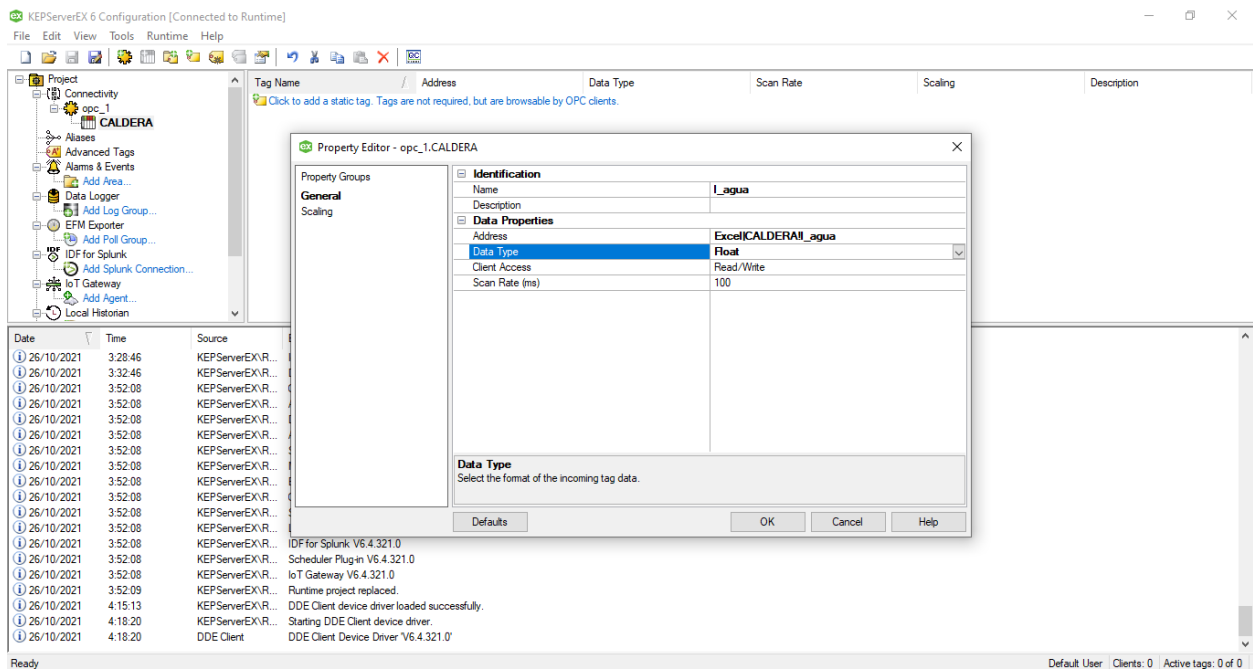 KEPServerEX 6 Configuration [Connected to Runtime]
File Edit View Tools Runtime Help
Project
Connectivity
opc_1
CALDERA
Aliases
Advanced Tags
Alarms & Events
Add Area...
Data Logger
Add Log Group...
EFM Exporter
Add Poll Group...
IDF for Splunk
Add Splunk Connection...
IoT Gateway
Add Agent...
Local Historian
Tag Name Address Data Type Scan Rate Scaling Description
Click to add a static tag. Tags are not required, but are browsable by OPC clients.
Property Editor - opc_1.CALDERA
Property Groups
General
Scaling
Identification
Name l_agua
Description
Data Properties
Address Excel|CALDERA!l_agua
Data Type Float
Client Access Read/Write
Scan Rate (ms) 100
Data Type
Select the format of the incoming tag data.
Defaults OK Cancel Help
Date Time Source
26/10/2021 3:28:46 KEPServerEX\R...
26/10/2021 3:32:46 KEPServerEX\R...
26/10/2021 3:52:08 KEPServerEX\R...
26/10/2021 3:52:08 KEPServerEX\R...
26/10/2021 3:52:08 KEPServerEX\R...
26/10/2021 3:52:08 KEPServerEX\R...
26/10/2021 3:52:08 KEPServerEX\R...
26/10/2021 3:52:08 KEPServerEX\R...
26/10/2021 3:52:08 KEPServerEX\R...
26/10/2021 3:52:08 KEPServerEX\R...
26/10/2021 3:52:08 KEPServerEX\R...
26/10/2021 3:52:08 KEPServerEX\R...
26/10/2021 3:52:08 KEPServerEX\R... IDF for Splunk V6.4.321.0
26/10/2021 3:52:08 KEPServerEX\R... Scheduler Plug-in V6.4.321.0
26/10/2021 3:52:08 KEPServerEX\R... IoT Gateway V6.4.321.0
26/10/2021 3:52:09 KEPServerEX\R... Runtime project replaced.
26/10/2021 4:15:13 KEPServerEX\R... DDE Client device driver loaded successfully.
26/10/2021 4:18:20 KEPServerEX\R... Starting DDE Client device driver.
26/10/2021 4:18:20 DDE Client DDE Client Device Driver 'V6.4.321.0'
Ready Default User Clients: 0 Active tags: 0 of 0